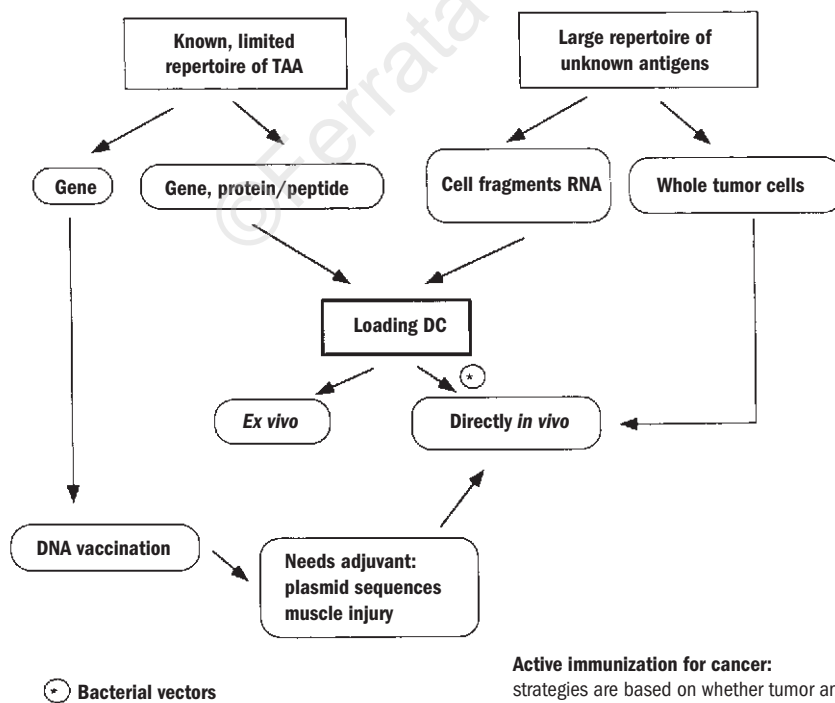 ©Ferrata
Known, limited
repertoire of TAA
Large repertoire of
unknown antigens
Gene
Gene, protein/peptide
Cell fragments RNA
Whole tumor cells
Loading DC
*
Ex vivo
Directly in vivo
DNA vaccination
Needs adjuvant:
plasmid sequences
muscle injury
* Bacterial vectors
Active immunization for cancer:
strategies are based on whether tumor